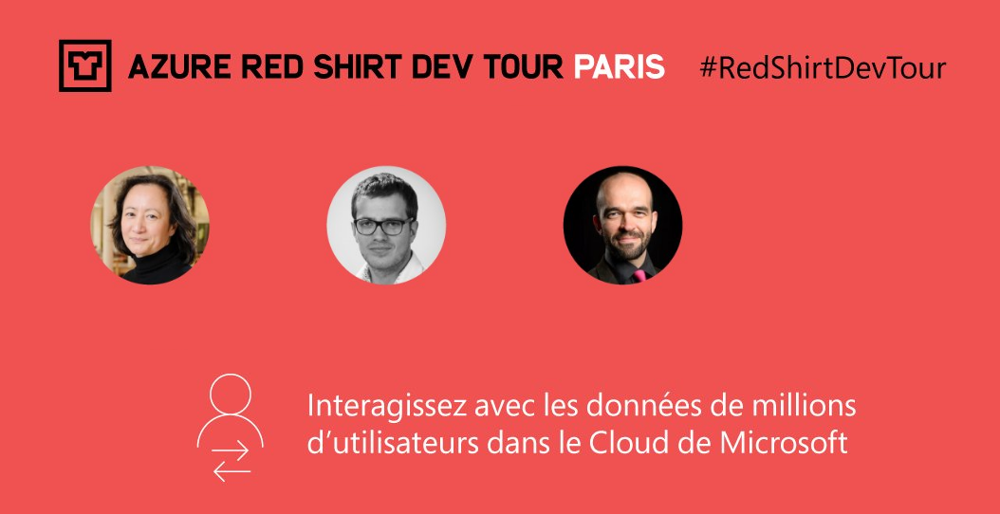 AZURE RED SHIRT DEV TOUR PARIS #RedShirtDevTour
Interagissez avec les données de millions
d’utilisateurs dans le Cloud de Microsoft